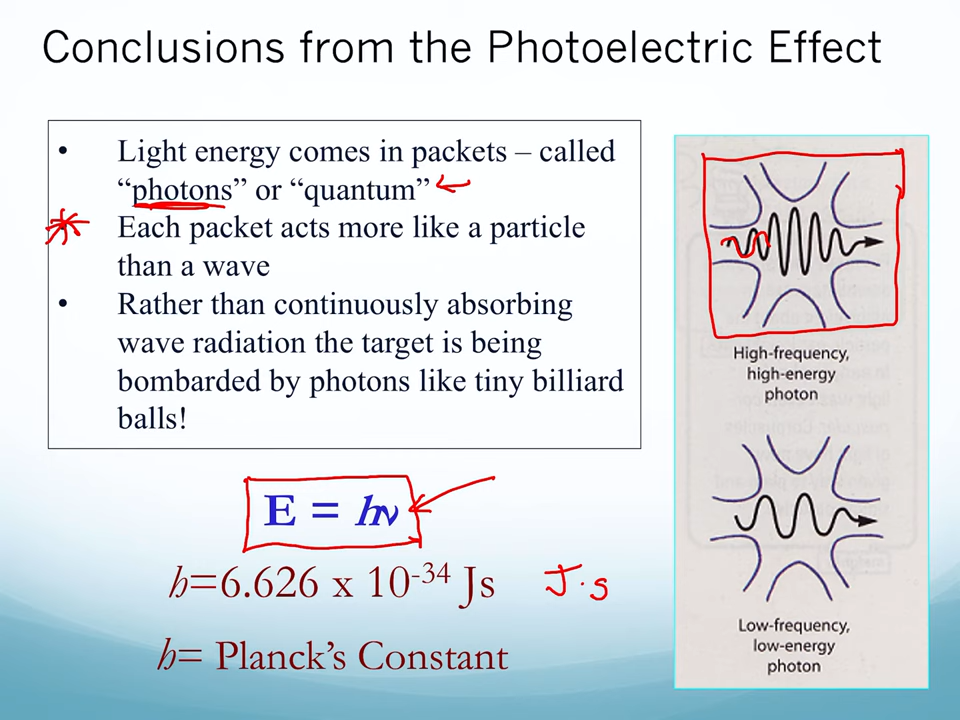 Conclusions from the Photoelectric Effect
• Light energy comes in packets – called
“photons” or “quantum”
Each packet acts more like a particle
than a wave
• Rather than continuously absorbing
wave radiation the target is being
bombarded by photons like tiny billiard
balls!
E = hν
h=6.626 x 10⁻³⁴ Js
J·s
h= Planck’s Constant
High-frequency,
high-energy
photon
Low-frequency,
low-energy
photon